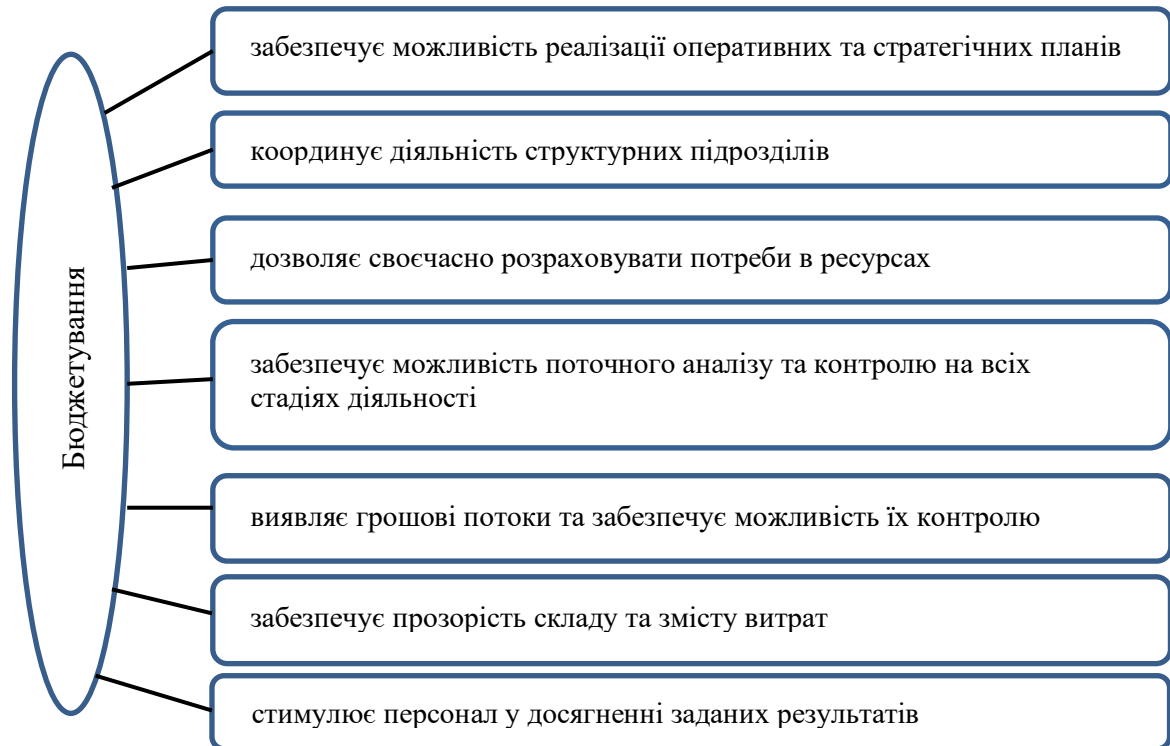 Бюджетування
забезпечує можливість реалізації оперативних та стратегічних планів
координує діяльність структурних підрозділів
дозволяє своєчасно розраховувати потреби в ресурсах
забезпечує можливість поточного аналізу та контролю на всіх
стадіях діяльності
виявляє грошові потоки та забезпечує можливість їх контролю
забезпечує прозорість складу та змісту витрат
стимулює персонал у досягненні заданих результатів